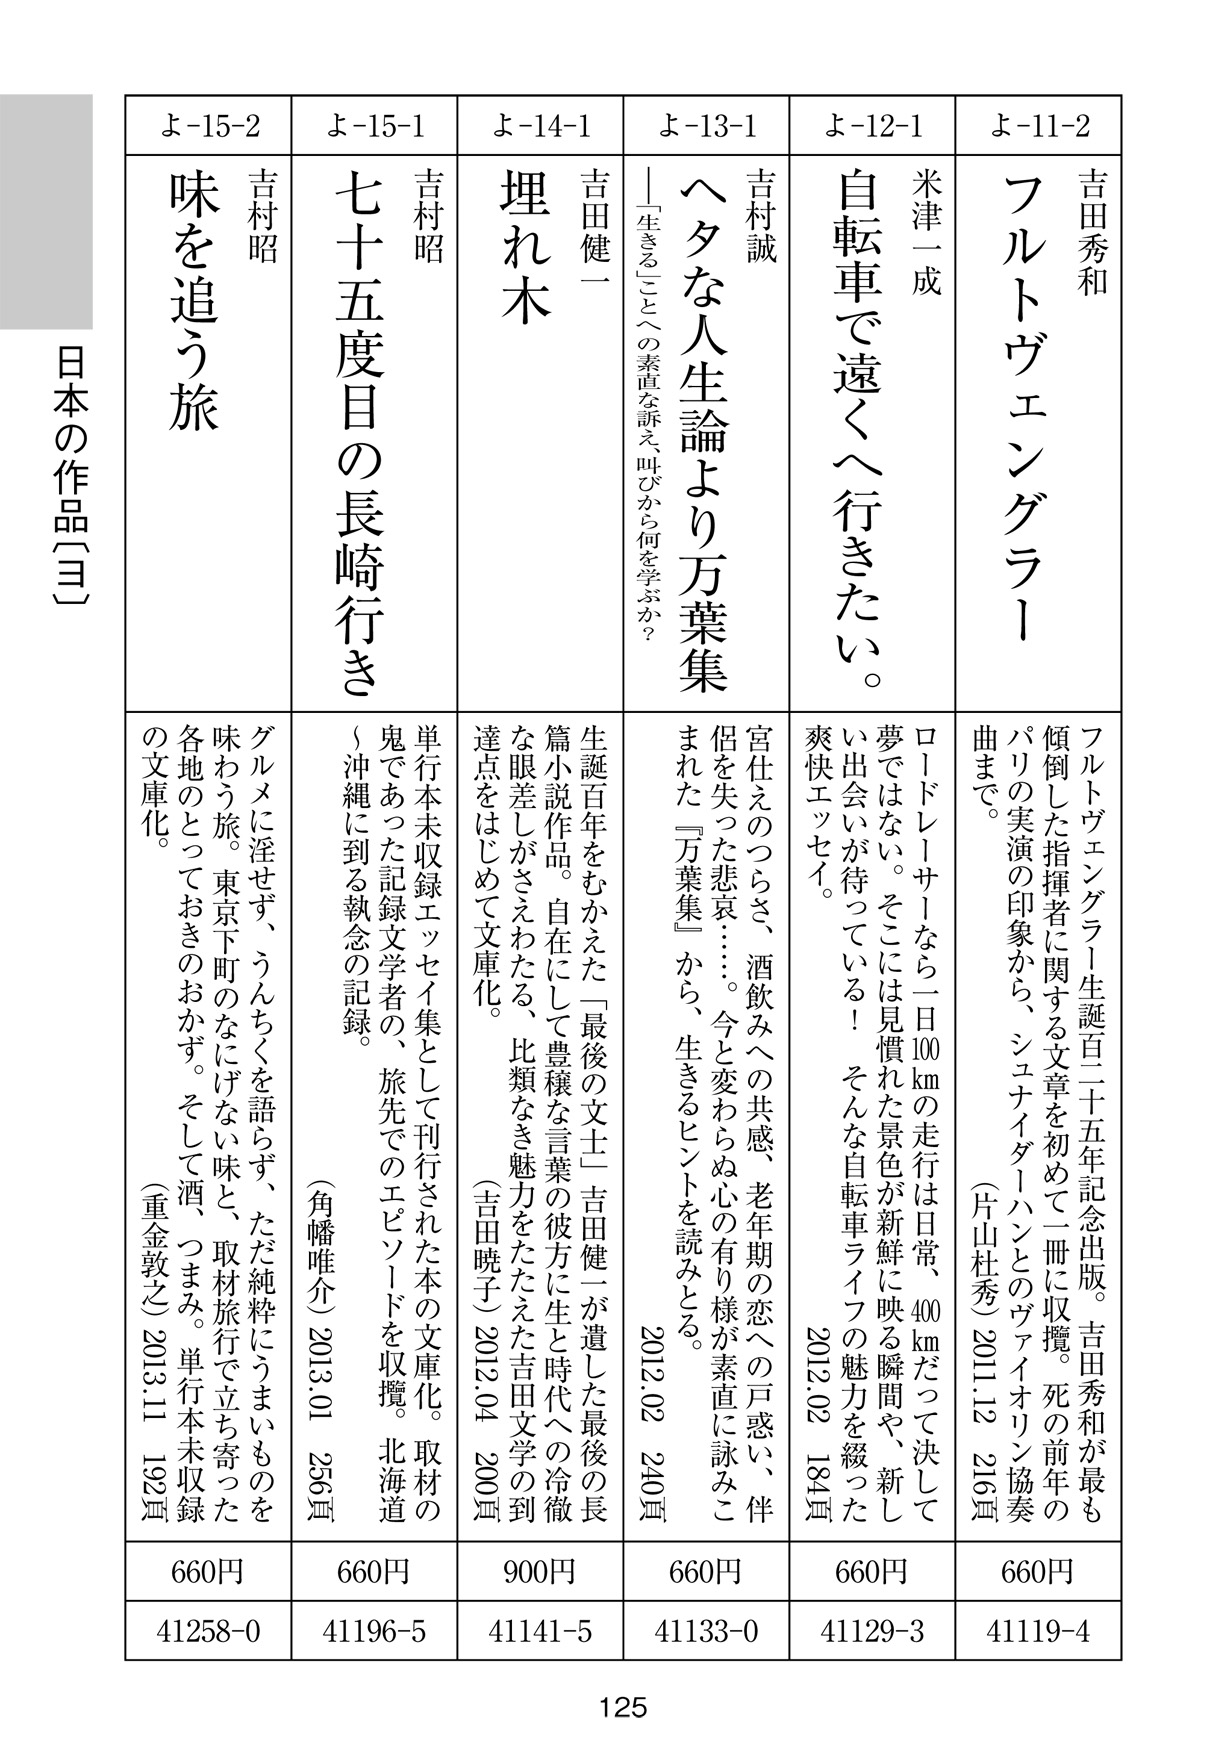 よ-11-2
吉田秀和
フルトヴェングラー
フルトヴェングラー生誕百二十五年記念出版。吉田秀和が最も
傾倒した指揮者に関する文章を初めて一冊に収攬。死の前年の
パリの実演の印象から、シュナイダーハンとのヴァイオリン協奏
曲まで。
(片山杜秀) 2011.12 216頁
660円
41119-4
よ-12-1
米津一成
自転車で遠くへ行きたい。
ロードレーサーなら一日100kmの走行は日常、400kmだって決して
夢ではない。そこには見慣れた景色が新鮮に映る瞬間や、新し
い出会いが待っている! そんな自転車ライフの魅力を綴った
爽快エッセイ。
2012.02 184頁
660円
41129-3
よ-13-1
吉村誠
ヘタな人生論より万葉集
──「生きる」ことへの素直な訴え、叫びから何を学ぶか?
宮仕えのつらさ、酒飲みへの共感、老年期の恋への戸惑い、伴
侶を失った悲哀……。今と変わらぬ心の有り様が素直に詠みこ
まれた『万葉集』から、生きるヒントを読みとる。
2012.02 240頁
660円
41133-0
よ-14-1
吉田健一
埋れ木
生誕百年をむかえた「最後の文士」吉田健一が遺した最後の長
篇小説作品。自在にして豊穣な言葉の彼方に生と時代への冷徹
な眼差しがさえわたる、比類なき魅力をたたえた吉田文学の到
達点をはじめて文庫化。
(吉田暁子) 2012.04 200頁
900円
41141-5
よ-15-1
吉村昭
七十五度目の長崎行き
単行本未収録エッセイ集として刊行された本の文庫化。取材の
鬼であった記録文学者の、旅先でのエピソードを収攬。北海道
~沖縄に到る執念の記録。
(角幡唯介) 2013.01 256頁
660円
41196-5
よ-15-2
吉村昭
味を追う旅
グルメに淫せず、うんちくを語らず、ただ純粋にうまいものを
味わう旅。東京下町のなにげない味と、取材旅行で立ち寄った
各地のとっておきのおかず。そして酒、つまみ。単行本未収録
の文庫化。
(重金敦之) 2013.11 192頁
660円
41258-0
日本の作品〔ヨ〕
125